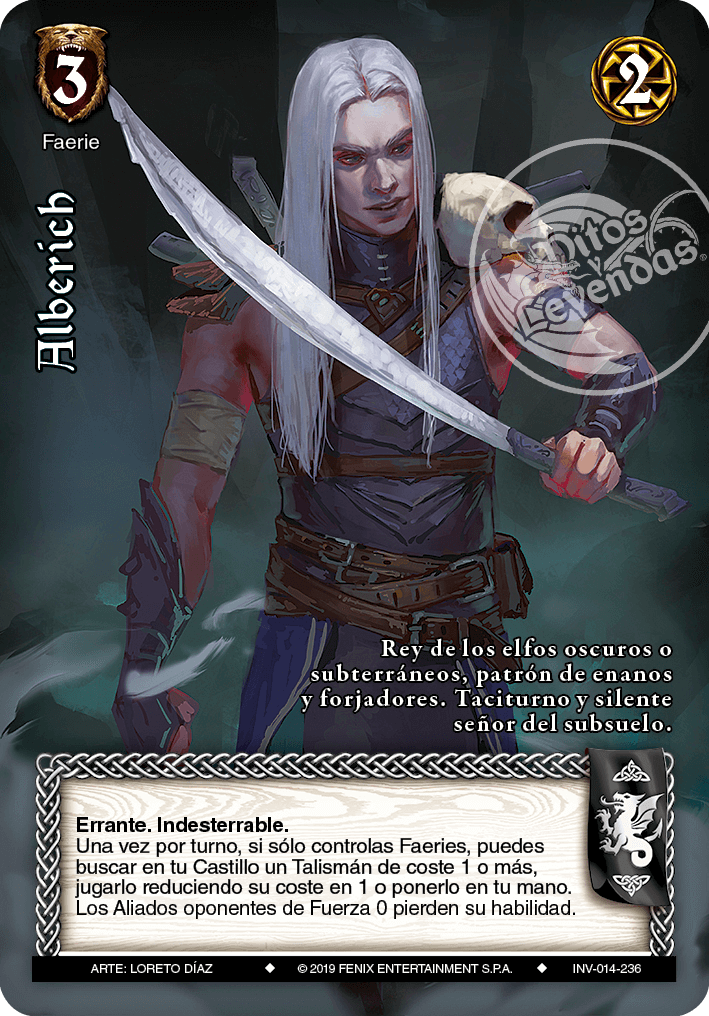 3
2
Faerie
Alberich
Mitos
y
Leyendas®
Rey de los elfos oscuros o
subterráneos, patrón de enanos
y forjadores. Taciturno y silente
señor del subsuelo.
Errante. Indesterrable.
Una vez por turno, si sólo controlas Faeries, puedes
buscar en tu Castillo un Talismán de coste 1 o más,
jugarlo reduciendo su coste en 1 o ponerlo en tu mano.
Los Aliados oponentes de Fuerza 0 pierden su habilidad.
ARTE: LORETO DÍAZ ◆ © 2019 FENIX ENTERTAINMENT S.P.A. ◆ INV-014-236